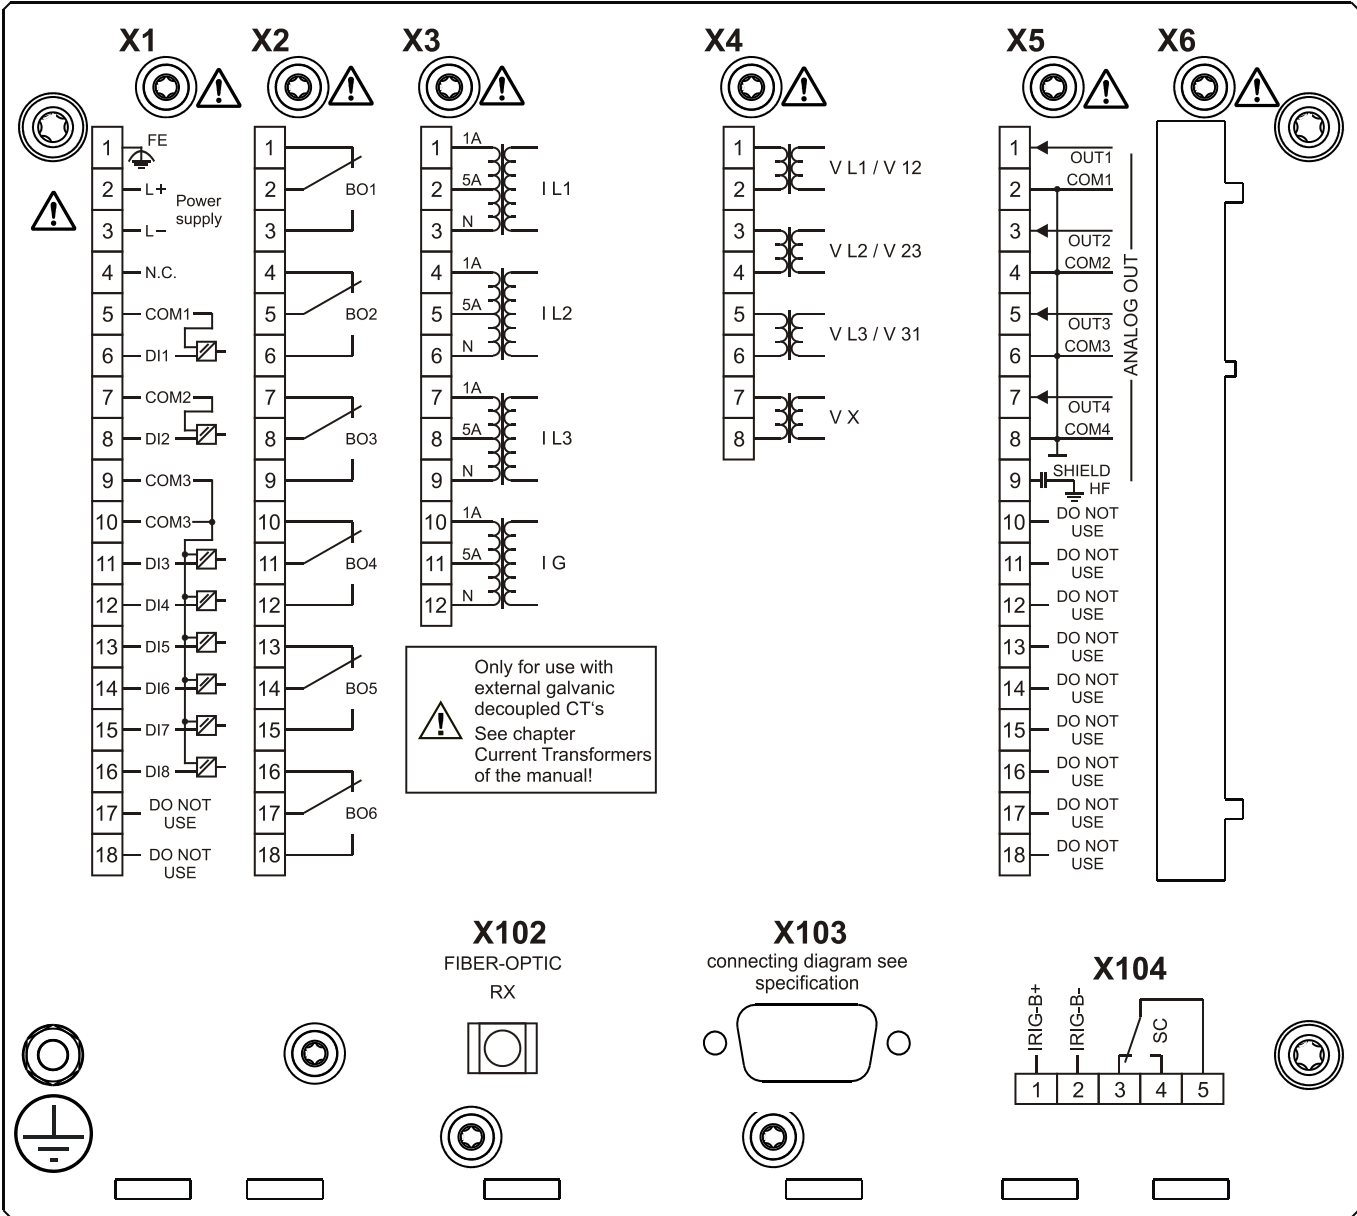 X1
X2
X3
X4
X5
X6
1 FE
2 L+
Power
supply
3 L–
4 N.C.
5 COM1
6 DI1
7 COM2
8 DI2
9 COM3
10 COM3
11 DI3
12 DI4
13 DI5
14 DI6
15 DI7
16 DI8
17 DO NOT
USE
18 DO NOT
USE
1
2 BO1
3
4
5 BO2
6
7
8 BO3
9
10
11 BO4
12
13
14 BO5
15
16
17 BO6
18
1 1A
2 5A I L1
3 N
4 1A
5 5A I L2
6 N
7 1A
8 5A I L3
9 N
10 1A
11 5A I G
12 N
Only for use with
external galvanic
decoupled CT‘s
See chapter
Current Transformers
of the manual!
1
V L1 / V 12
2
3
V L2 / V 23
4
5
V L3 / V 31
6
7
V X
8
1
OUT1
2 COM1
3
OUT2
4 COM2
5
OUT3
6 COM3
7
OUT4
8 COM4
ANALOG OUT
9 SHIELD
HF
10 DO NOT
USE
11 DO NOT
USE
12 DO NOT
USE
13 DO NOT
USE
14 DO NOT
USE
15 DO NOT
USE
16 DO NOT
USE
17 DO NOT
USE
18 DO NOT
USE
X102
FIBER-OPTIC
RX
X103
connecting diagram see
specification
X104
IRIG-B+
IRIG-B-
SC
1 2 3 4 5